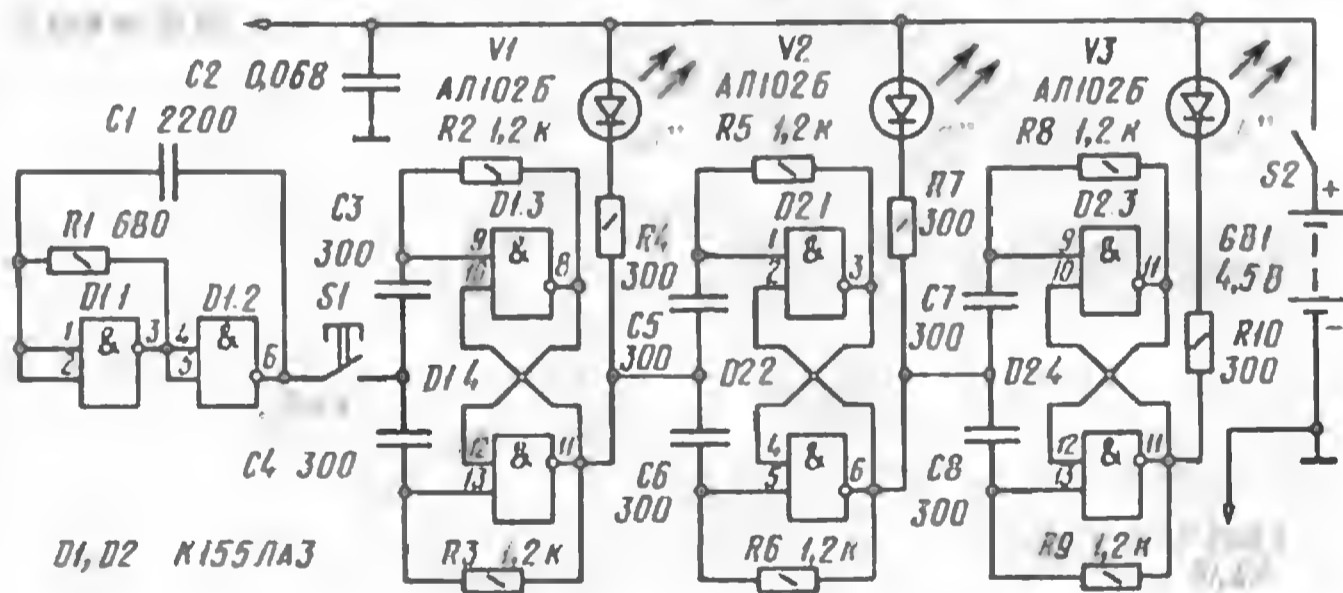 C2 0,068
C1 2200
R1 680
C3
300
S1
V1
АЛ102Б
R2 1,2 к
V2
АЛ102Б
R5 1,2 к
V3
АЛ102Б
R8 1,2 к
S2
+
GB1
4,5 В
-
D1.1
D1.2
D1.3
D2.1
D2.3
R4
300
R7
300
C5
300
C7
300
R10
300
&
1
2
3
&
4
5
6
&
9
10
8
&
1
2
3
&
9
10
11
D1 4
D2 2
D2 4
&
12
13
11
&
4
5
6
&
12
13
11
C4 300
C6
300
C8
300
R3 1,2 к
R6 1,2 к
R9 1,2 к
D1, D2 К155ЛА3